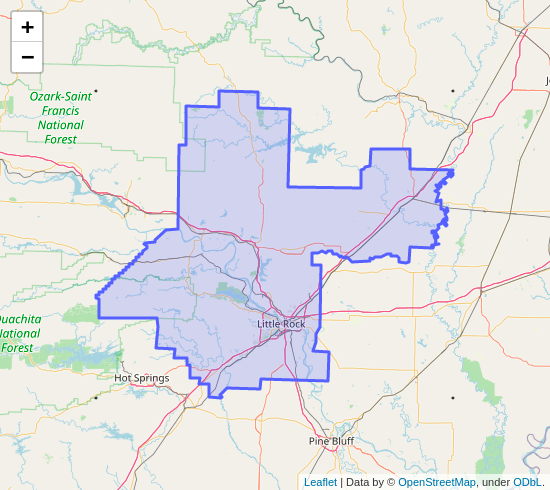 +
−
Ozark-Saint
Francis
National
Forest
Little Rock
National
Forest
Hot Springs
Pine Bluff
Leaflet | Data by © OpenStreetMap, under ODbL.